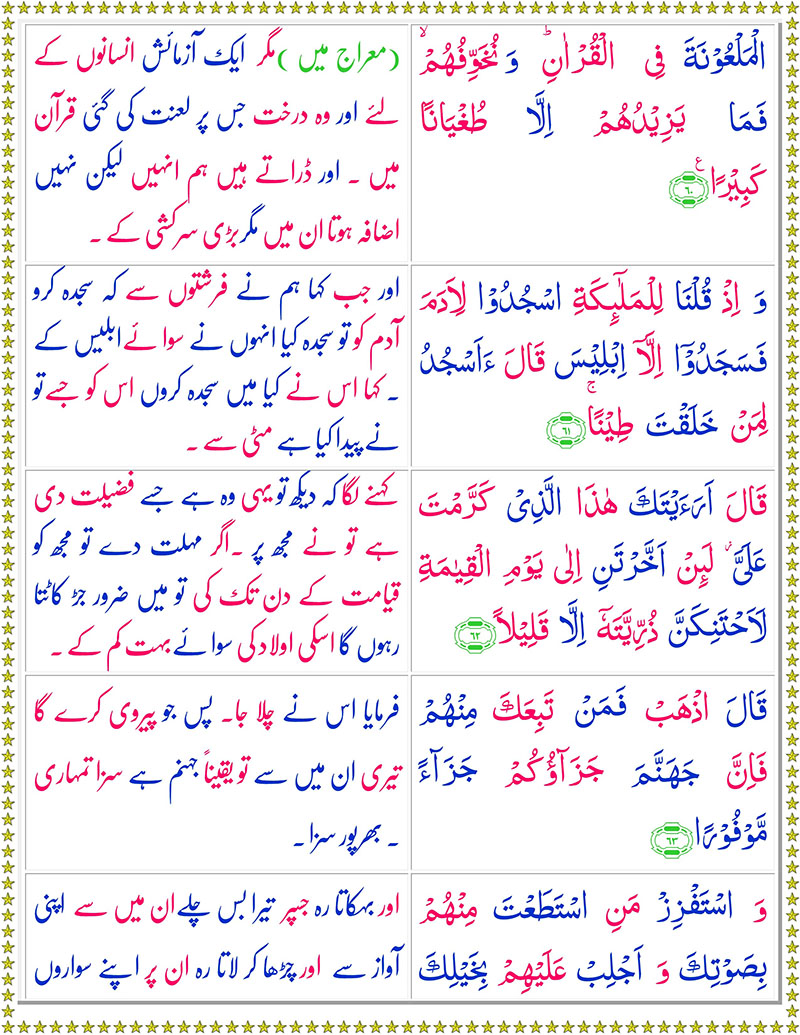 الْمَلْعُوْنَةَ فِی الْقُرْاٰنِؕ وَ نُخَوِّفُهُمْۙ
فَمَا یَزِیْدُهُمْ اِلَّا طُغْیَانًا
كَبِیْرًا۠ع ۶۰
(معراج میں) مگر ایک آزمائش انسانوں کے
لئے اور وہ درخت جس پر لعنت کی گئی قرآن
میں ۔ اور ڈراتے ہیں ہم انہیں لیکن نہیں
اضافہ ہوتا ان میں مگر بڑی سرکشی کے ۔
وَ اِذْ قُلْنَا لِلْمَلٰٓىِٕكَةِ اسْجُدُوْا لِاٰدَمَ
فَسَجَدُوْۤا اِلَّاۤ اِبْلِیْسَ قَالَ ءَاَسْجُدُ
لِمَنْ خَلَقْتَ طِیْنًاۚ ۶۱
اور جب کہا ہم نے فرشتوں سے کہ سجدہ کرو
آدم کو تو سجدہ کیا انہوں نے سوائے ابلیس کے
۔ کہا اس نے کیا میں سجدہ کروں اس کو جسے تو
نے پیدا کیا ہے مٹی سے ۔
قَالَ اَرَءَیْتَكَ هٰذَا الَّذِیْ كَرَّمْتَ
عَلَیَّ٘ لَىِٕنْ اَخَّرْتَنِ اِلٰى یَوْمِ الْقِیٰمَةِ
لَاَحْتَنِكَنَّ ذُرِّیَّتَهٗۤ اِلَّا قَلِیْلًا ۶۲
کہنے لگا کہ دیکھ تو یہی وہ ہے جسے فضیلت دی
ہے تو نے مجھ پر ۔ اگر مہلت دے تو مجھ کو
قیامت کے دن تک کی تو میں ضرور جڑ کاٹتا
رہوں گا اسکی اولاد کی سوائے بہت کم کے ۔
قَالَ اذْهَبْ فَمَنْ تَبِعَكَ مِنْهُمْ
فَاِنَّ جَهَنَّمَ جَزَآؤُكُمْ جَزَآءً
مَّوْفُوْرًا ۶۳
فرمایا اس نے چلا جا۔ پس جو پیروی کرے گا
تیری ان میں سے تو یقیناً جہنم ہے سزا تمہاری
۔ بھرپور سزا ۔
وَ اسْتَفْزِزْ مَنِ اسْتَطَعْتَ مِنْهُمْ
بِصَوْتِكَ وَ اَجْلِبْ عَلَیْهِمْ بِخَیْلِكَ
اور بہکاتا رہ جسپر تیرا بس چلے ان میں سے اپنی
آواز سے اور چڑھا کر لاتا رہ ان پر اپنے سواروں